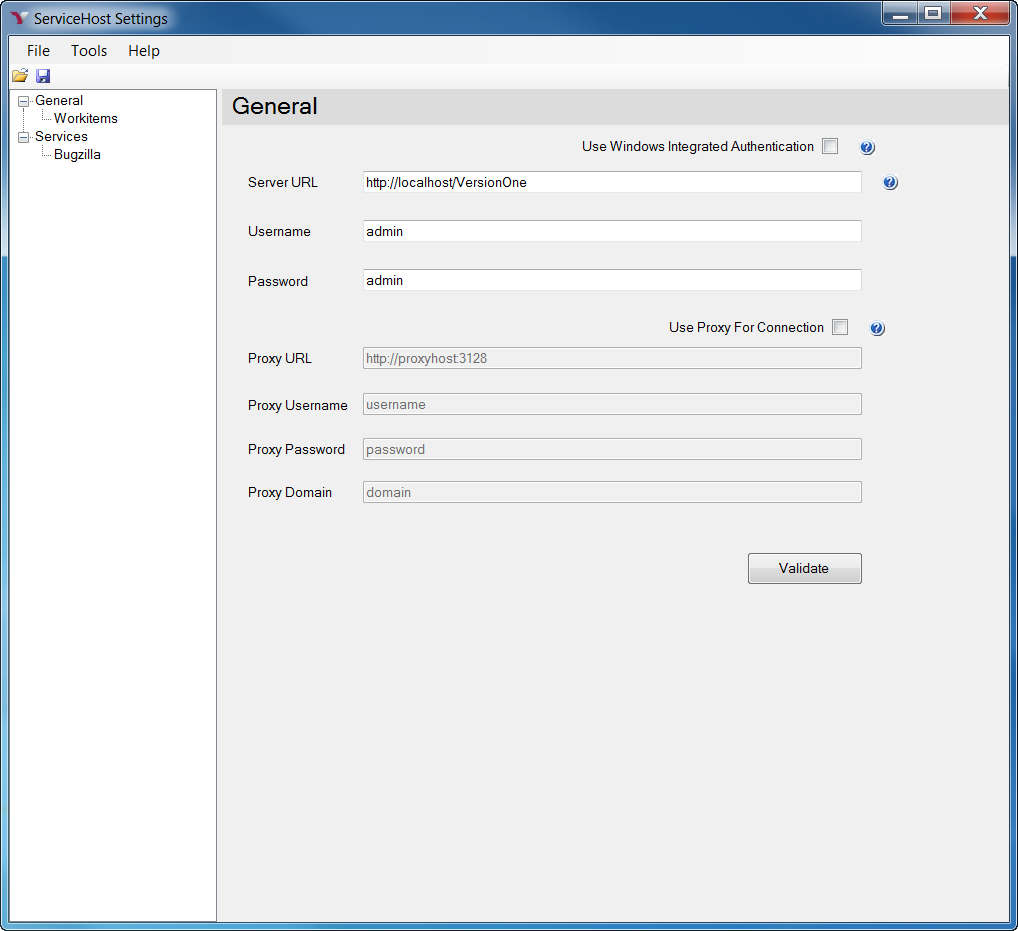 ServiceHost Settings
File Tools Help
General
Workitems
Services
Bugzilla
General
Use Windows Integrated Authentication
Server URL http://localhost/VersionOne
Username admin
Password admin
Use Proxy For Connection
Proxy URL http://proxyhost:3128
Proxy Username username
Proxy Password password
Proxy Domain domain
Validate